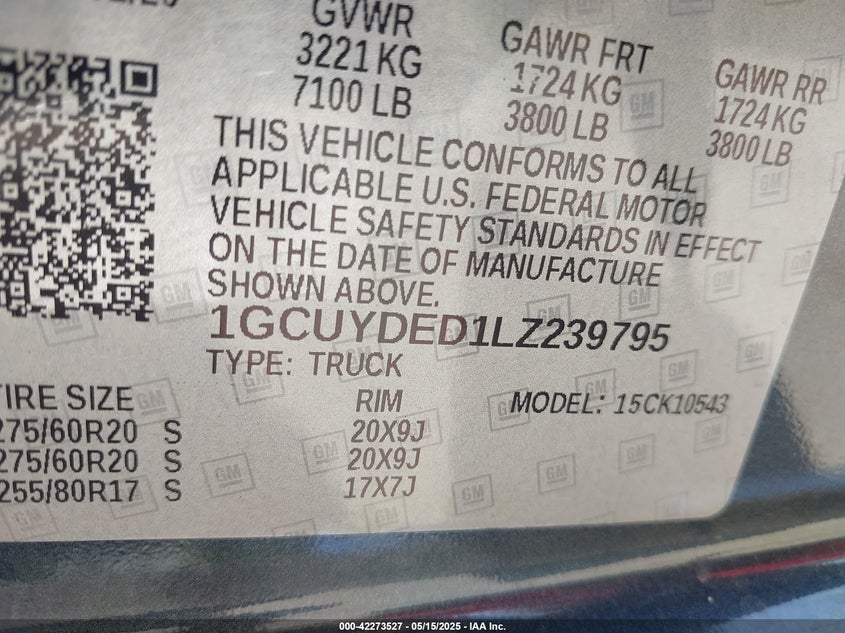 GVWR
3221 KG
7100 LB
GAWR FRT
1724 KG
3800 LB
GAWR RR
1724 KG
3800 LB
THIS VEHICLE CONFORMS TO ALL
APPLICABLE U.S. FEDERAL MOTOR
VEHICLE SAFETY STANDARDS IN EFFECT
ON THE DATE OF MANUFACTURE
SHOWN ABOVE.
1GCUYDED1LZ239795
TYPE: TRUCK
TIRE SIZE RIM MODEL: 15CK10543
275/60R20 S 20X9J
275/60R20 S 20X9J
255/80R17 S 17X7J
000-42273527 - 05/15/2025 - IAA Inc.